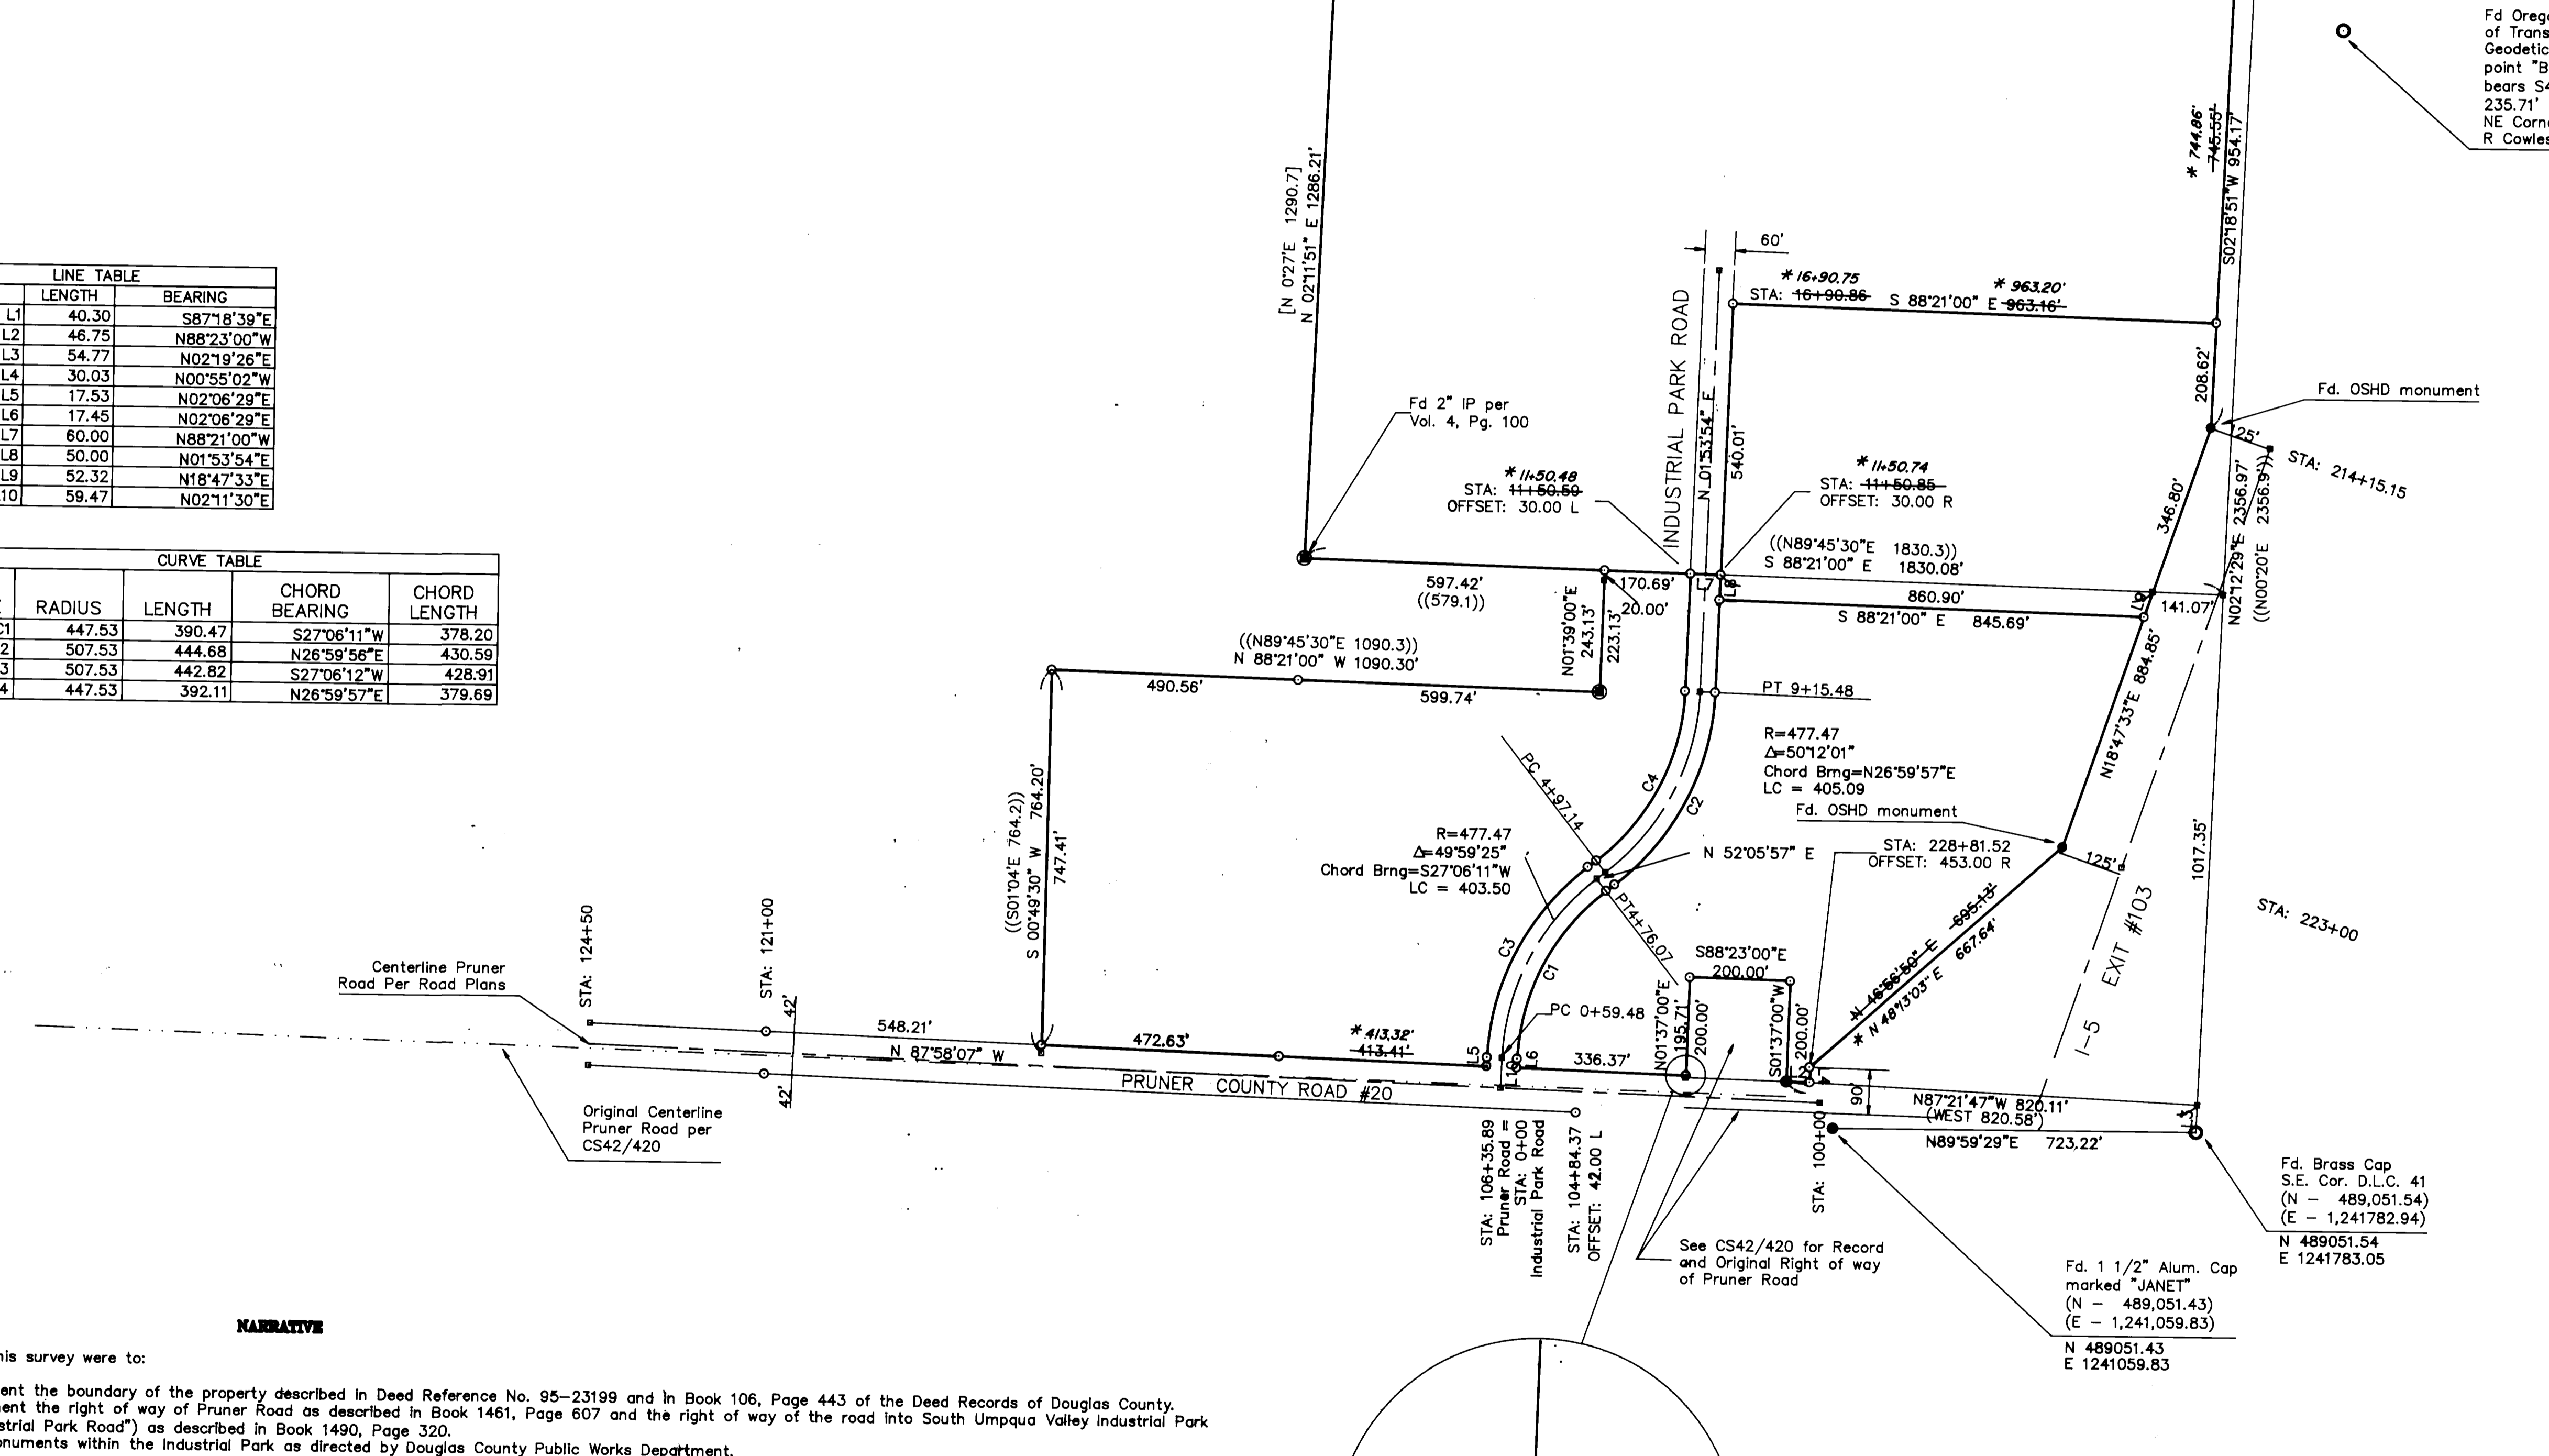 Fd Orego
of Trans
Geodetic
point "B
bears S4
235.71'
NE Corne
R Cowles
* 744.86'
745.55'
S02°18'51"W 954.17'
[N 0°27'E 1290.7]
N 02°11'51" E 1286.21'
60'
* 16+90.75
STA: 16+90.86
* 963.20'
S 88°21'00" E 963.16'
INDUSTRIAL PARK ROAD
N 01°53'54" E
540.01'
208.62'
Fd. OSHD monument
125'
STA: 214+15.15
LINE TABLE
LENGTH BEARING
L1 40.30 S87°18'39"E
L2 46.75 N88°23'00"W
L3 54.77 N02°19'26"E
L4 30.03 N00°55'02"W
L5 17.53 N02°06'29"E
L6 17.45 N02°06'29"E
L7 60.00 N88°21'00"W
L8 50.00 N01°53'54"E
L9 52.32 N18°47'33"E
10 59.47 N02°11'30"E
CURVE TABLE
RADIUS LENGTH CHORD BEARING CHORD LENGTH
C1 447.53 390.47 S27°06'11"W 378.20
2 507.53 444.68 N26°59'56"E 430.59
3 507.53 442.82 S27°06'12"W 428.91
4 447.53 392.11 N26°59'57"E 379.69
Fd 2" IP per
Vol. 4, Pg. 100
* 11+50.48
STA: 11+50.59
OFFSET: 30.00 L
* 11+50.74
STA: 11+50.85
OFFSET: 30.00 R
346.80'
N02°12'29"E 2356.97'
((N00°20'E 2356.9'))
((N89°45'30"E 1830.3))
S 88°21'00" E 1830.08'
597.42'
((579.1))
170.69'
20.00'
L7
L8
860.90'
L9
141.07'
S 88°21'00" E 845.69'
N01°39'00"E
243.13'
223.13'
((N89°45'30"E 1090.3))
N 88°21'00" W 1090.30'
490.56'
599.74'
PT 9+15.48
N18°47'33"E 884.85'
R=477.47
Δ=50°12'01"
Chord Brng=N26°59'57"E
LC = 405.09
PC 4+97.14
C4
C2
Fd. OSHD monument
((S01°04'E 764.2))
S 00°49'30" W 764.20'
747.41'
R=477.47
Δ=49°59'25"
Chord Brng=S27°06'11"W
LC = 403.50
N 52°05'57" E
STA: 228+81.52
OFFSET: 453.00 R
125'
1017.35'
PT4+76.07
C3
C1
N 46°56'50" E 695.13'
* N 48°13'03" E 667.64'
I-5 EXIT #103
STA: 223+00
S88°23'00"E
200.00'
Centerline Pruner
Road Per Road Plans
STA: 124+50
STA: 121+00
42'
42'
548.21'
N 87°58'07" W
472.63'
* 413.32'
413.41'
L5
PC 0+59.48
L6
L10
336.37'
N01°37'00"E
195.71'
200.00'
S01°37'00"W
200.00'
L2
90'
PRUNER COUNTY ROAD #20
N87°21'47"W 820.11'
(WEST 820.58')
N89°59'29"E 723.22'
Original Centerline
Pruner Road per
CS42/420
STA: 106+35.89
Pruner Road =
STA: 0+00
Industrial Park Road
STA: 104+84.37
OFFSET: 42.00 L
STA: 100+00
See CS42/420 for Record
and Original Right of way
of Pruner Road
Fd. Brass Cap
S.E. Cor. D.L.C. 41
(N - 489,051.54)
(E - 1,241782.94)
N 489051.54
E 1241783.05
Fd. 1 1/2" Alum. Cap
marked "JANET"
(N - 489,051.43)
(E - 1,241,059.83)
N 489051.43
E 1241059.83
NARRATIVE
his survey were to:
ent the boundary of the property described in Deed Reference No. 95-23199 and in Book 106, Page 443 of the Deed Records of Douglas County.
ent the right of way of Pruner Road as described in Book 1461, Page 607 and the right of way of the road into South Umpqua Valley Industrial Park
strial Park Road") as described in Book 1490, Page 320.
onuments within the Industrial Park as directed by Douglas County Public Works Department.